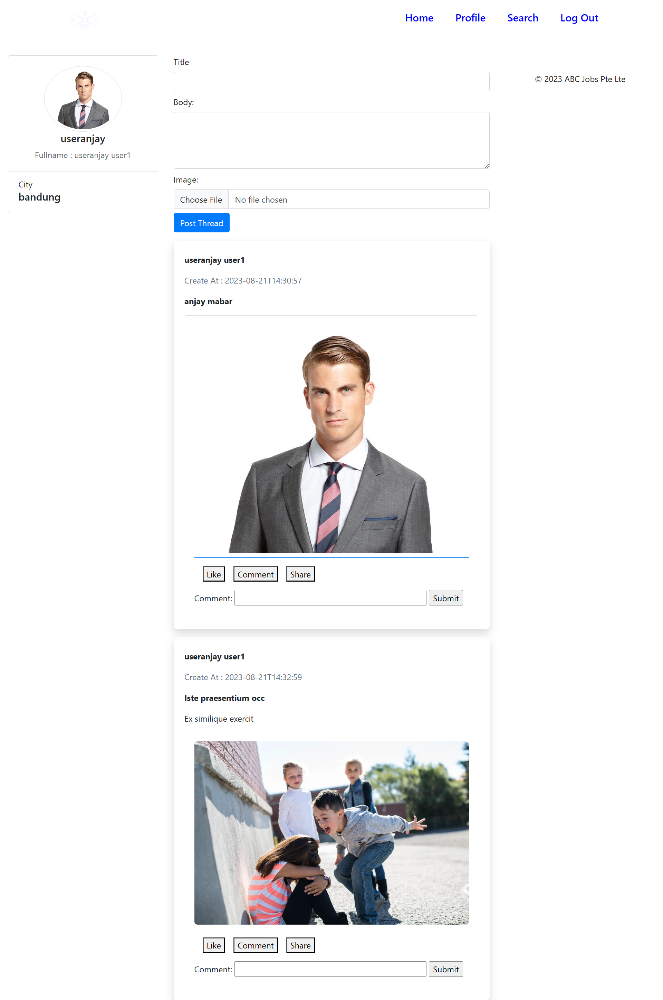 A B C
Home Profile Search Log Out
useranjay
Fullname : useranjay user1
City
bandung
Title
Body:
Image:
Choose File No file chosen
Post Thread
© 2023 ABC Jobs Pte Lte
useranjay user1
Create At : 2023-08-21T14:30:57
anjay mabar
Like Comment Share
Comment: Submit
useranjay user1
Create At : 2023-08-21T14:32:59
Iste praesentium occ
Ex similique exercit
Like Comment Share
Comment: Submit